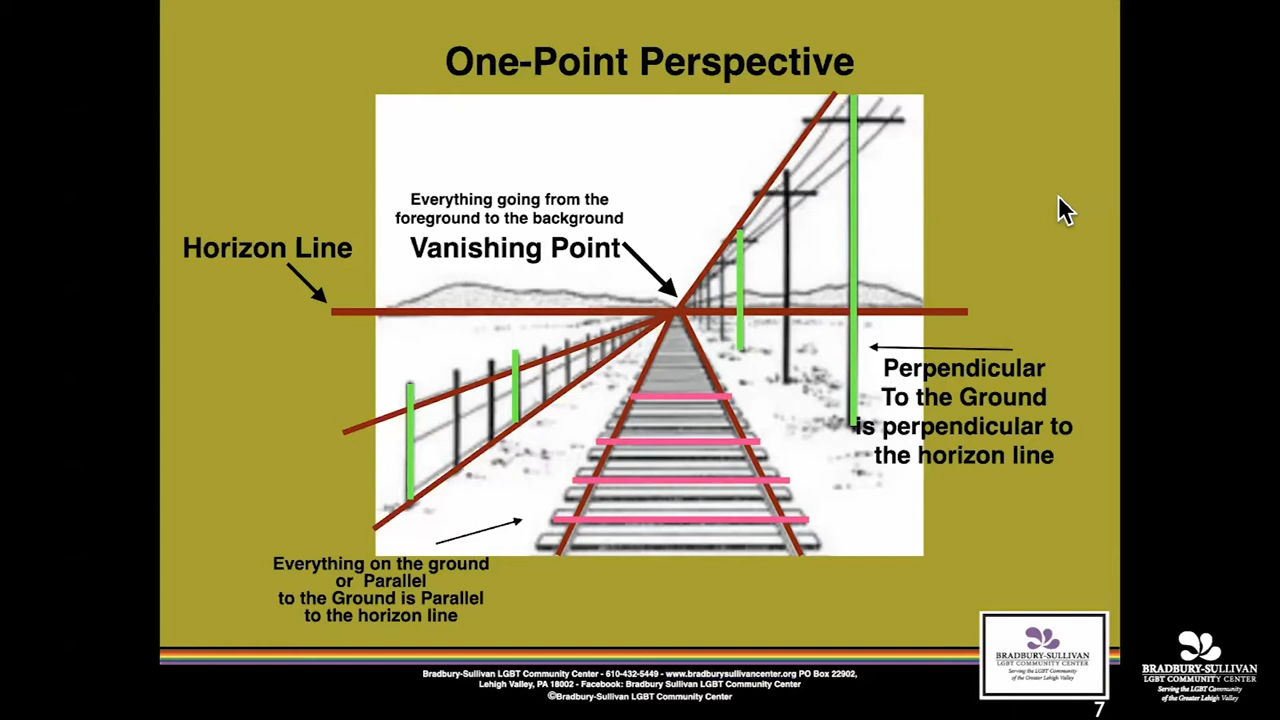 One-Point Perspective
Everything going from the
foreground to the background
Horizon Line
Vanishing Point
Perpendicular
To the Ground
is perpendicular to
the horizon line
Everything on the ground
or Parallel
to the Ground is Parallel
to the horizon line
BRADBURY-SULLIVAN
LGBT COMMUNITY CENTER
Serving the LGBT Community
of the Greater Lehigh Valley
BRADBURY-SULLIVAN
LGBT COMMUNITY CENTER
Serving the LGBT Community
of the Greater Lehigh Valley
Bradbury-Sullivan LGBT Community Center - 610-432-5449 - www.bradburysullivancenter.org PO Box 22902,
Lehigh Valley, PA 18002 - Facebook: Bradbury Sullivan LGBT Community Center
©Bradbury-Sullivan LGBT Community Center
7